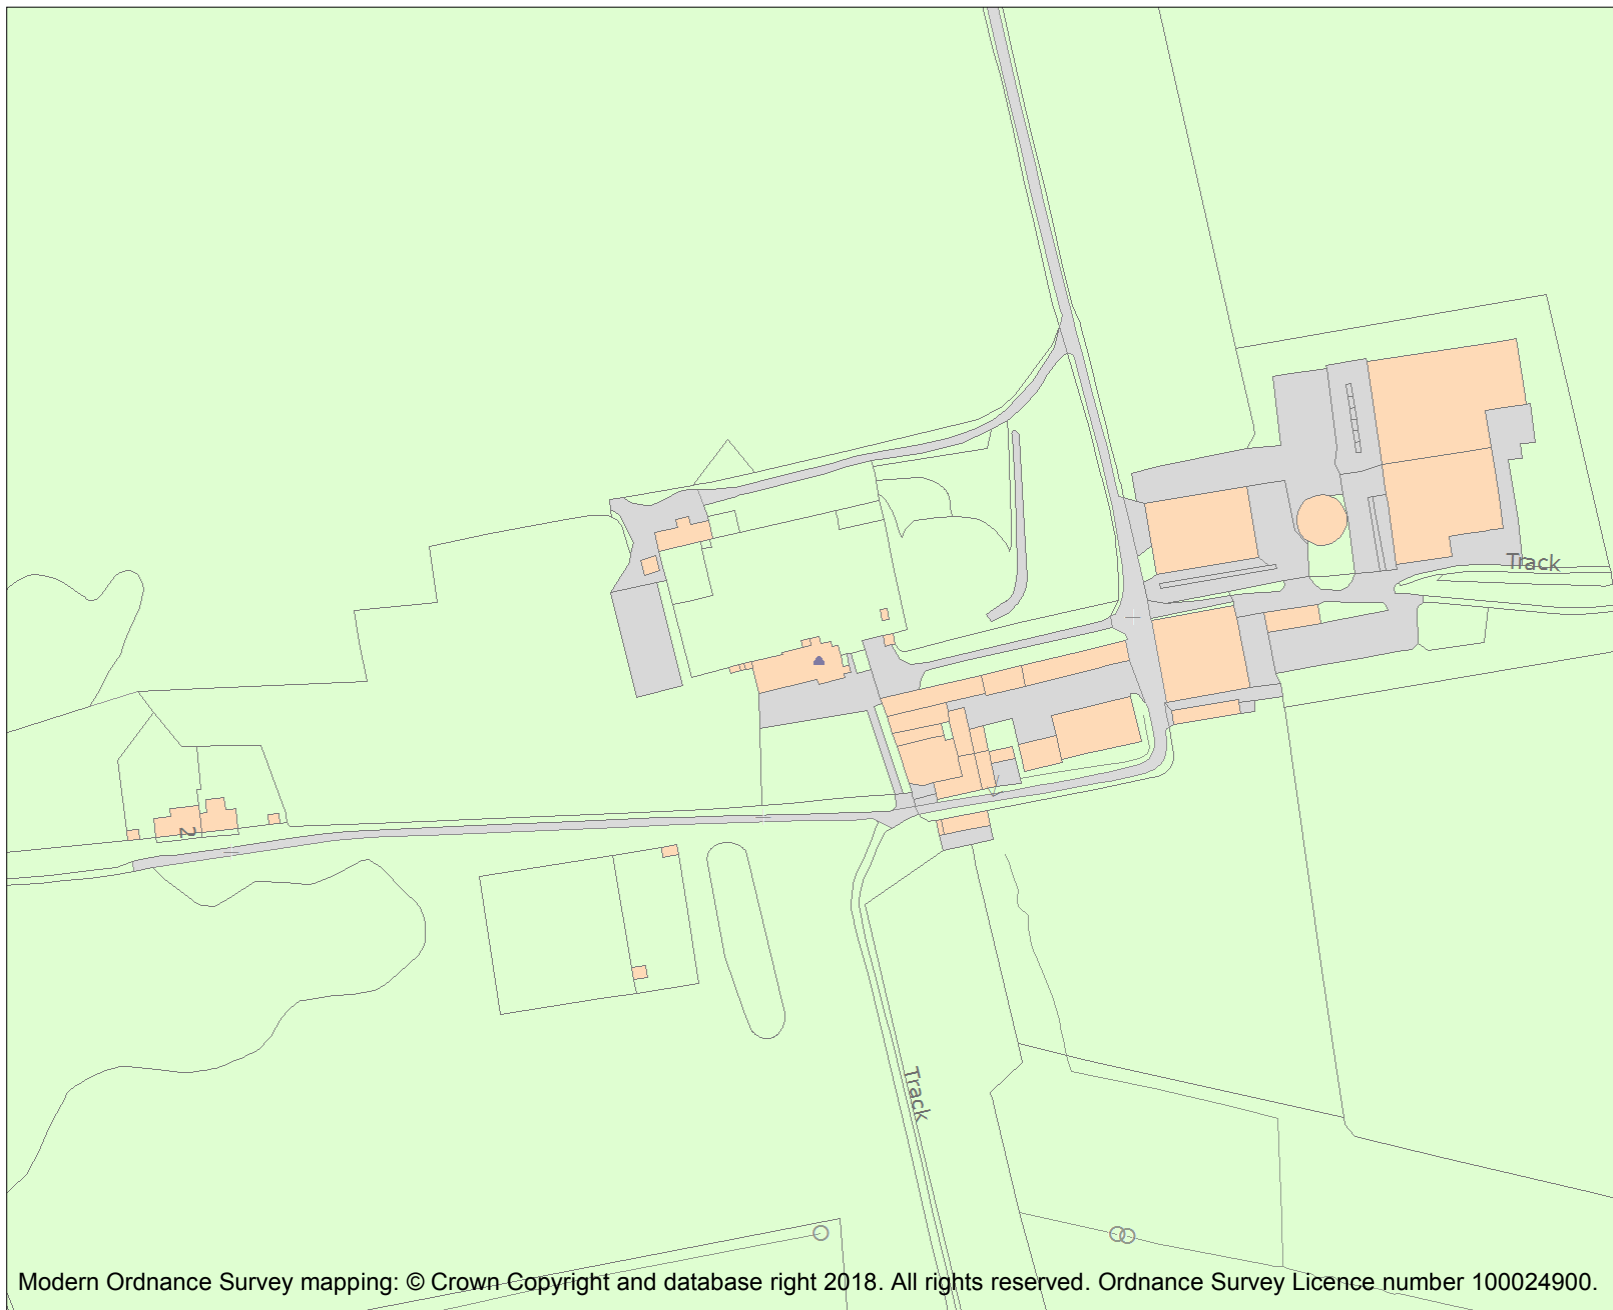 Track
2
Track
Modern Ordnance Survey mapping: © Crown Copyright and database right 2018. All rights reserved. Ordnance Survey Licence number 100024900.